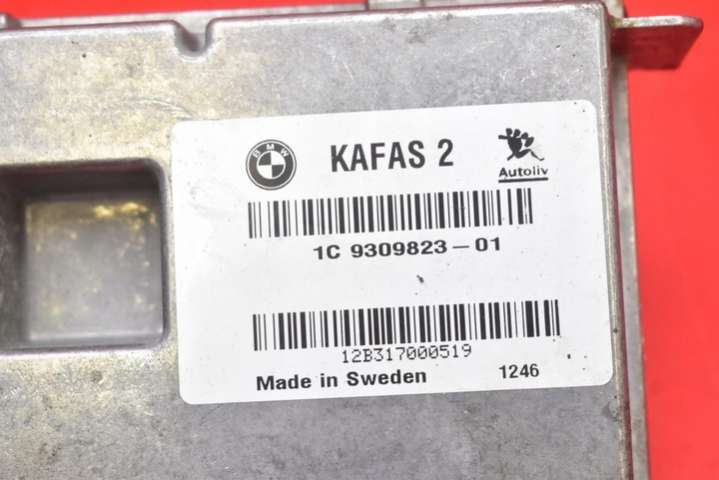 BMW
KAFAS 2
Autoliv
1C 9309823-01
12B317000519
Made in Sweden 1246